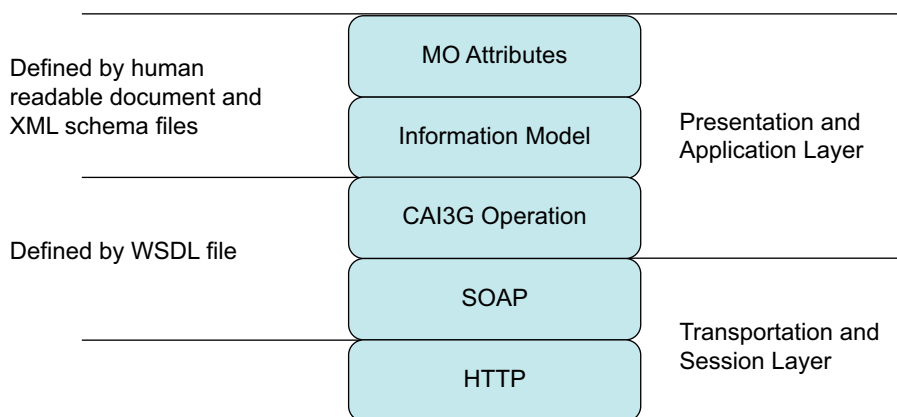 MO Attributes
Defined by human
readable document and
XML schema files
Information Model
Presentation and
Application Layer
CAI3G Operation
Defined by WSDL file
SOAP
Transportation and
Session Layer
HTTP